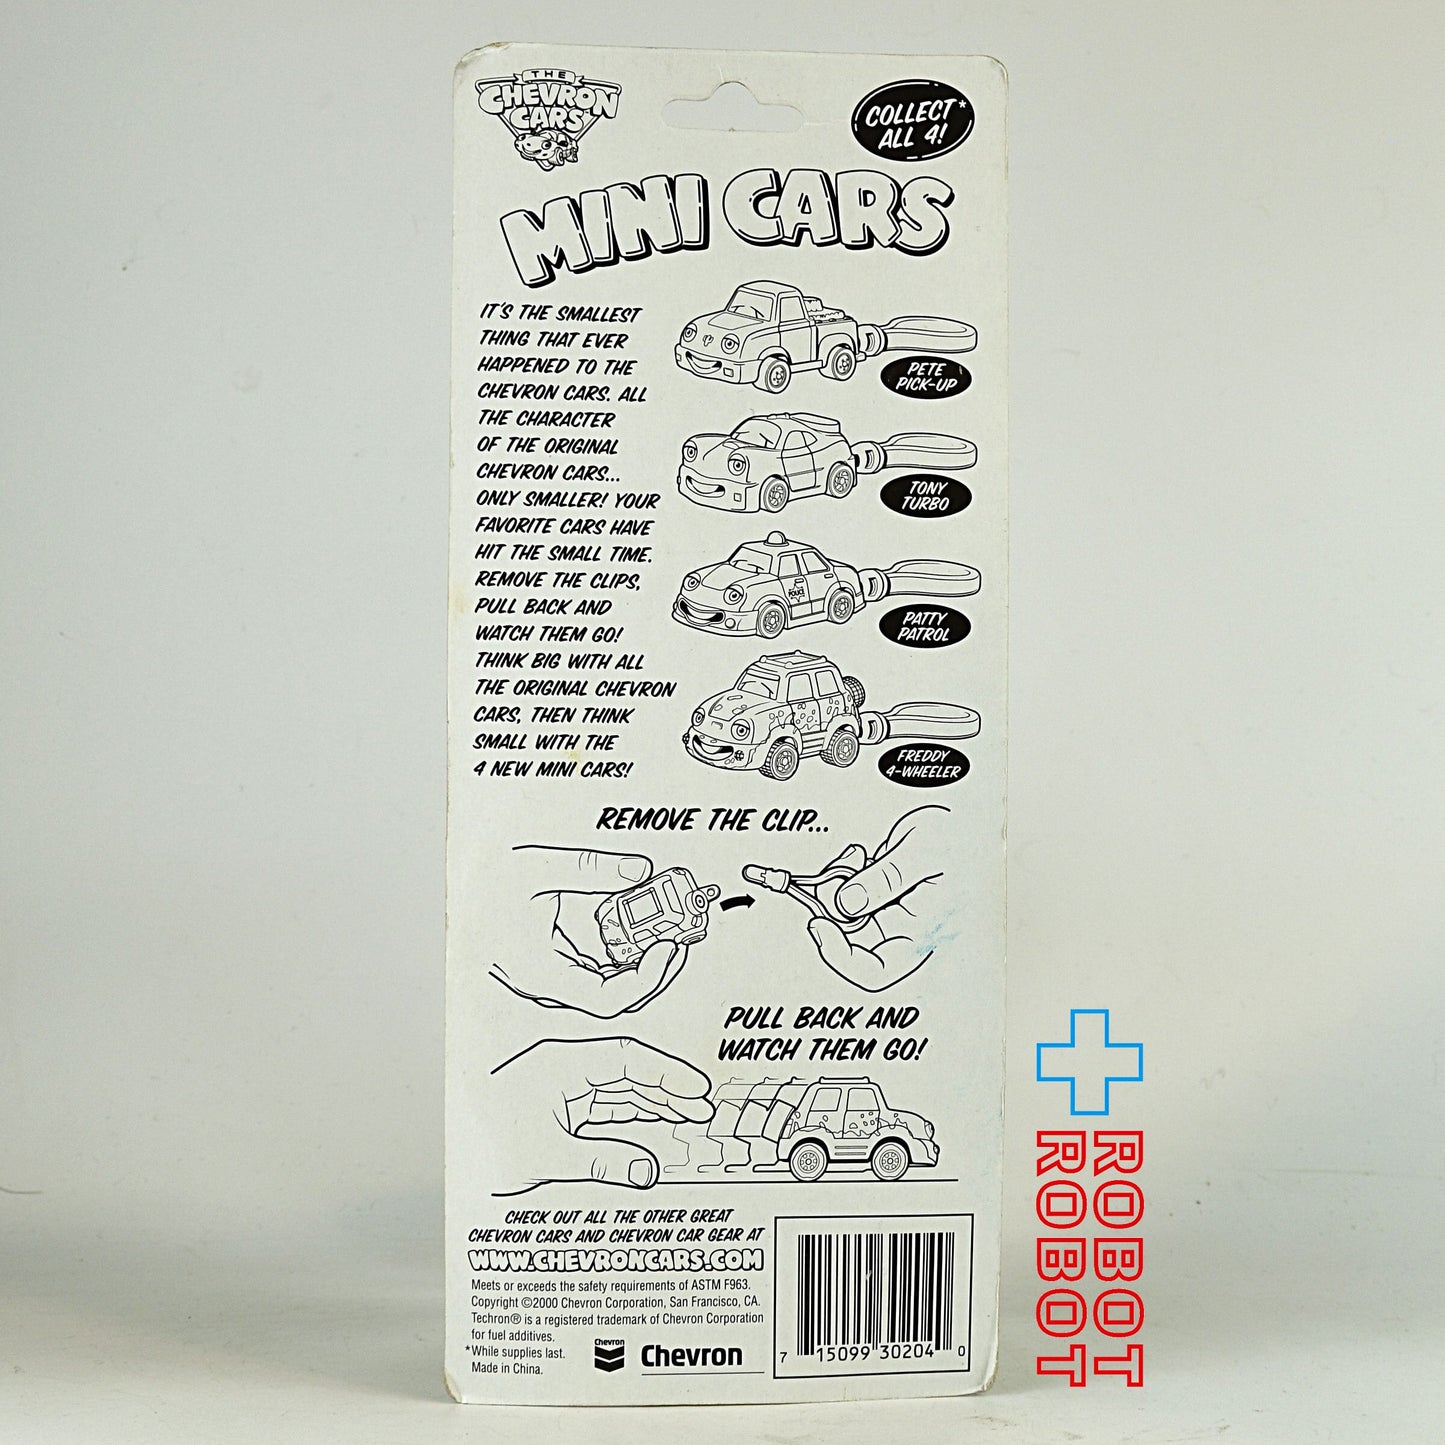 THE
CHEVRON
CARS
COLLECT*
ALL 4!
MINI CARS
IT'S THE SMALLEST
THING THAT EVER
HAPPENED TO THE
CHEVRON CARS. ALL
THE CHARACTER
OF THE ORIGINAL
CHEVRON CARS...
ONLY SMALLER! YOUR
FAVORITE CARS HAVE
HIT THE SMALL TIME.
REMOVE THE CLIPS,
PULL BACK AND
WATCH THEM GO!
THINK BIG WITH ALL
THE ORIGINAL CHEVRON
CARS, THEN THINK
SMALL WITH THE
4 NEW MINI CARS!
PETE
PICK-UP
TONY
TURBO
POLICE
PATTY
PATROL
FREDDY
4-WHEELER
REMOVE THE CLIP...
PULL BACK AND
WATCH THEM GO!
CHECK OUT ALL THE OTHER GREAT
CHEVRON CARS AND CHEVRON CAR GEAR AT
WWW.CHEVRONCARS.COM
Meets or exceeds the safety requirements of ASTM F963.
Copyright ©2000 Chevron Corporation, San Francisco, CA.
Techron® is a registered trademark of Chevron Corporation
for fuel additives.
*While supplies last.
Made in China.
Chevron
Chevron
7 15099 30204 0
ROBOT
ROBOT